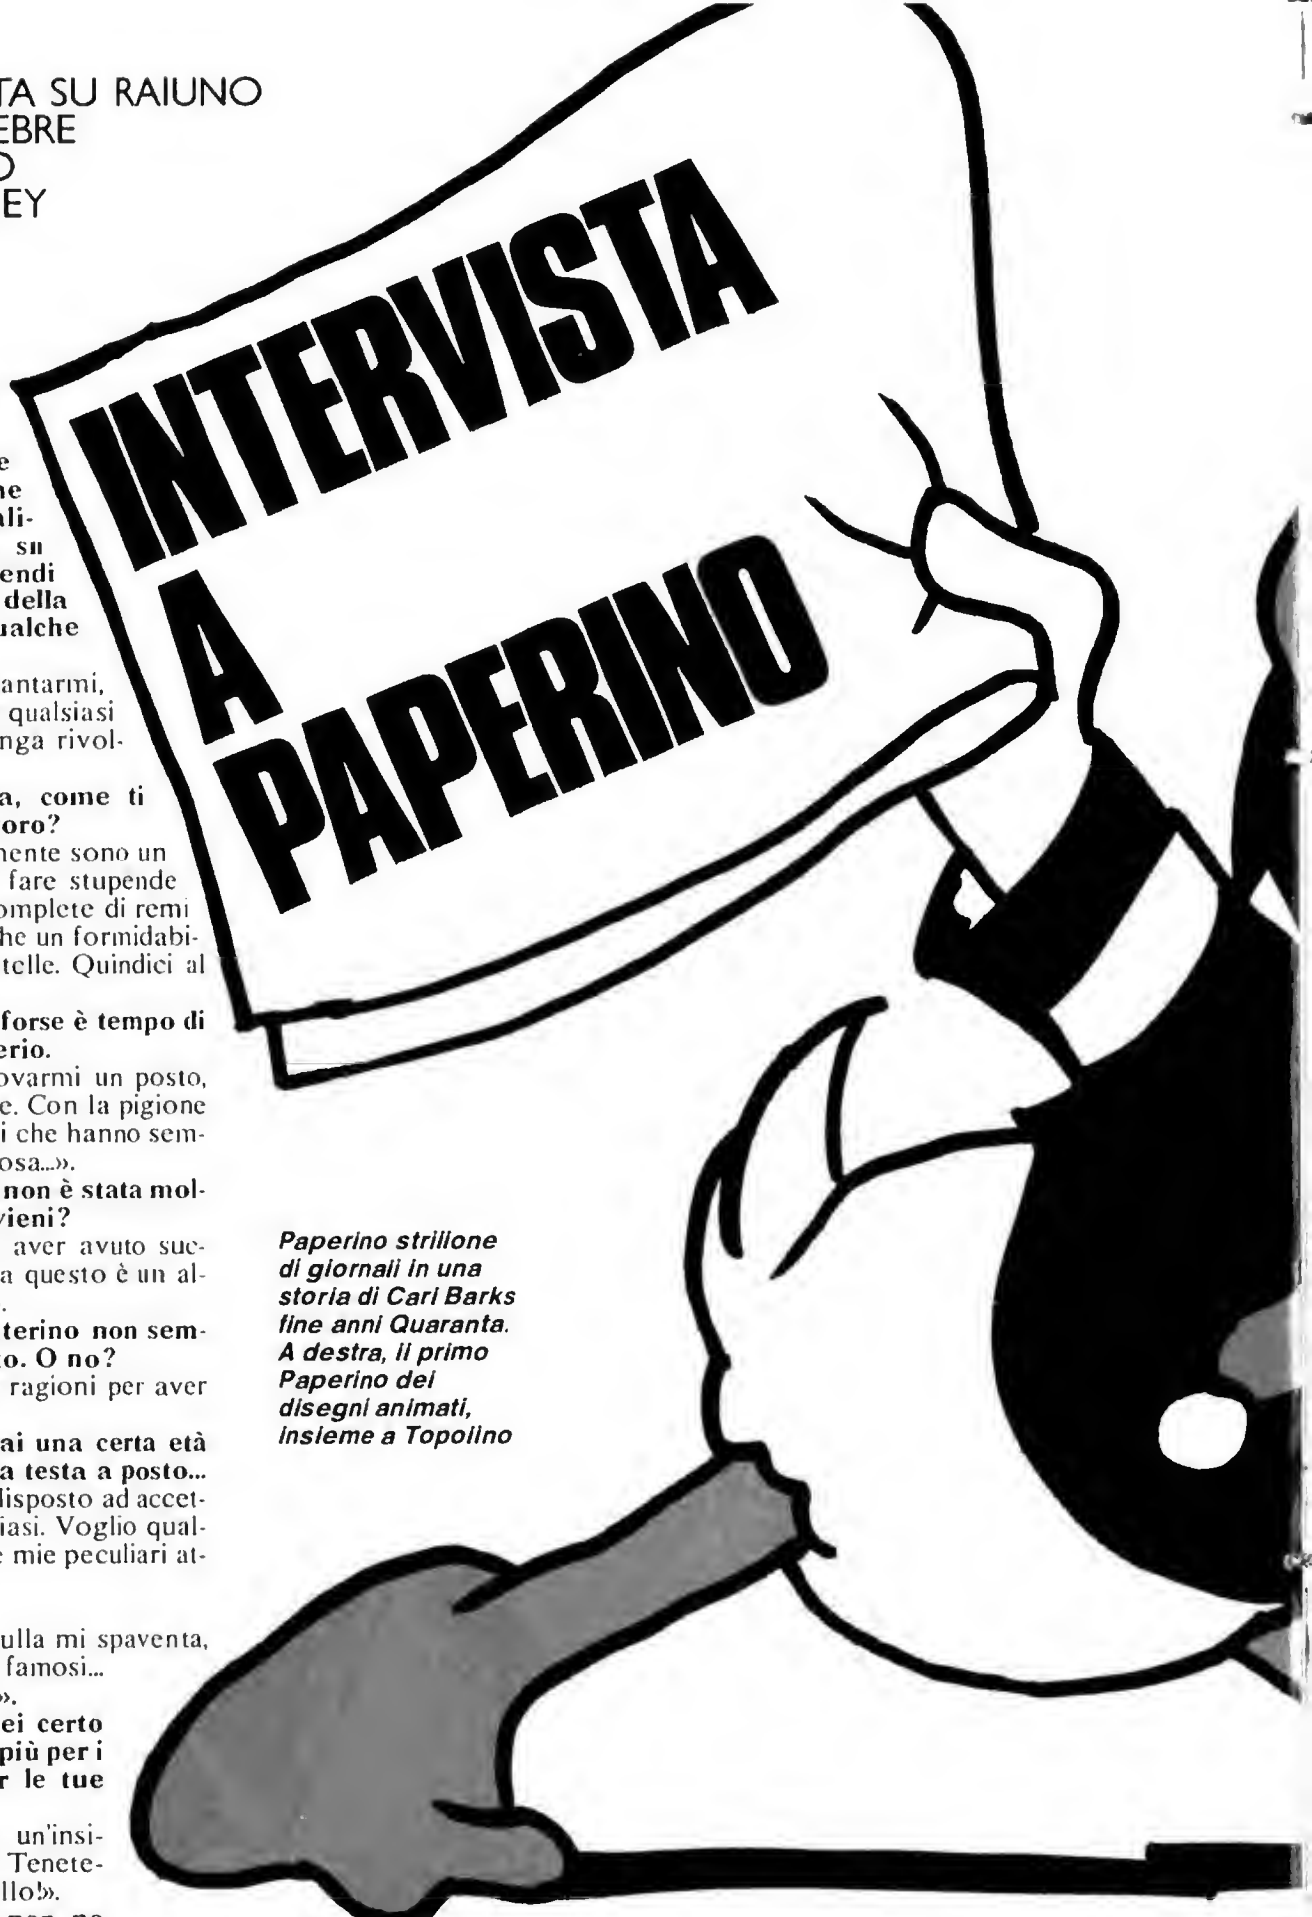 TA SU RAIUNO
EBRE
O
EY
INTERVISTA
A
PAPERINO
e
ne
ali-
su
endi
della
ualche
antarmi,
qualsiasi
nga rivol-
a, come ti
oro?
nente sono un
fare stupende
omplete di remi
he un formidabi-
telle. Quindici al
forse è tempo di
erio.
ovarmi un posto,
e. Con la pigione
i che hanno sem-
osa...».
non è stata mol-
vieni?
aver avuto suc-
a questo è un al-
.
terino non sem-
to. O no?
ragioni per aver
ai una certa età
a testa a posto...
disposto ad accet-
iasi. Voglio qual-
e mie peculiari at-
ulla mi spaventa,
famosi...
».
ei certo
più per i
r le tue
un'insi-
Tenete-
llo!».
non ne
Paperino strillone
di giornali in una
storia di Carl Barks
fine anni Quaranta.
A destra, il primo
Paperino dei
disegni animati,
insieme a Topolino